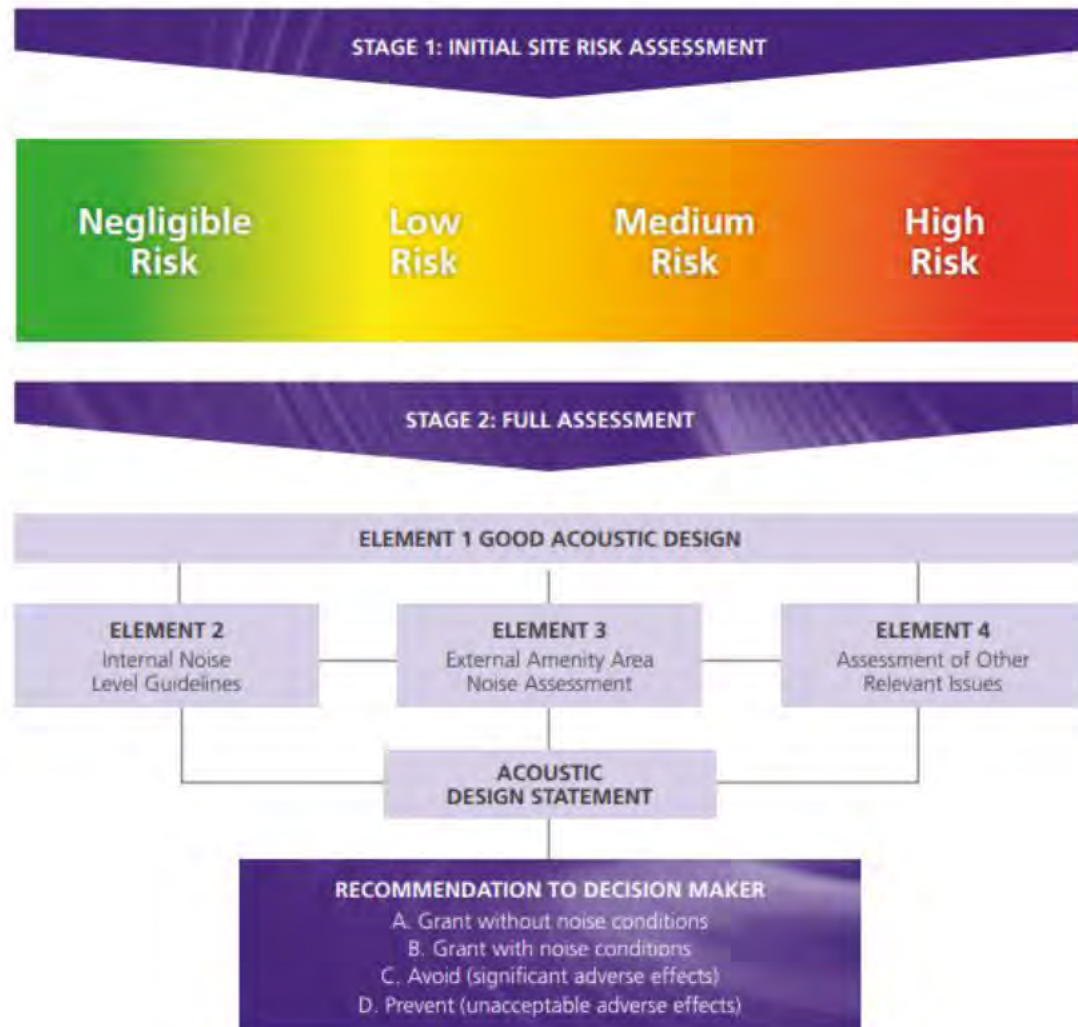 STAGE 1: INITIAL SITE RISK ASSESSMENT
Negligible
Risk
Low
Risk
Medium
Risk
High
Risk
STAGE 2: FULL ASSESSMENT
ELEMENT 1 GOOD ACOUSTIC DESIGN
ELEMENT 2
Internal Noise
Level Guidelines
ELEMENT 3
External Amenity Area
Noise Assessment
ELEMENT 4
Assessment of Other
Relevant Issues
ACOUSTIC
DESIGN STATEMENT
RECOMMENDATION TO DECISION MAKER
A. Grant without noise conditions
B. Grant with noise conditions
C. Avoid (significant adverse effects)
D. Prevent (unacceptable adverse effects)